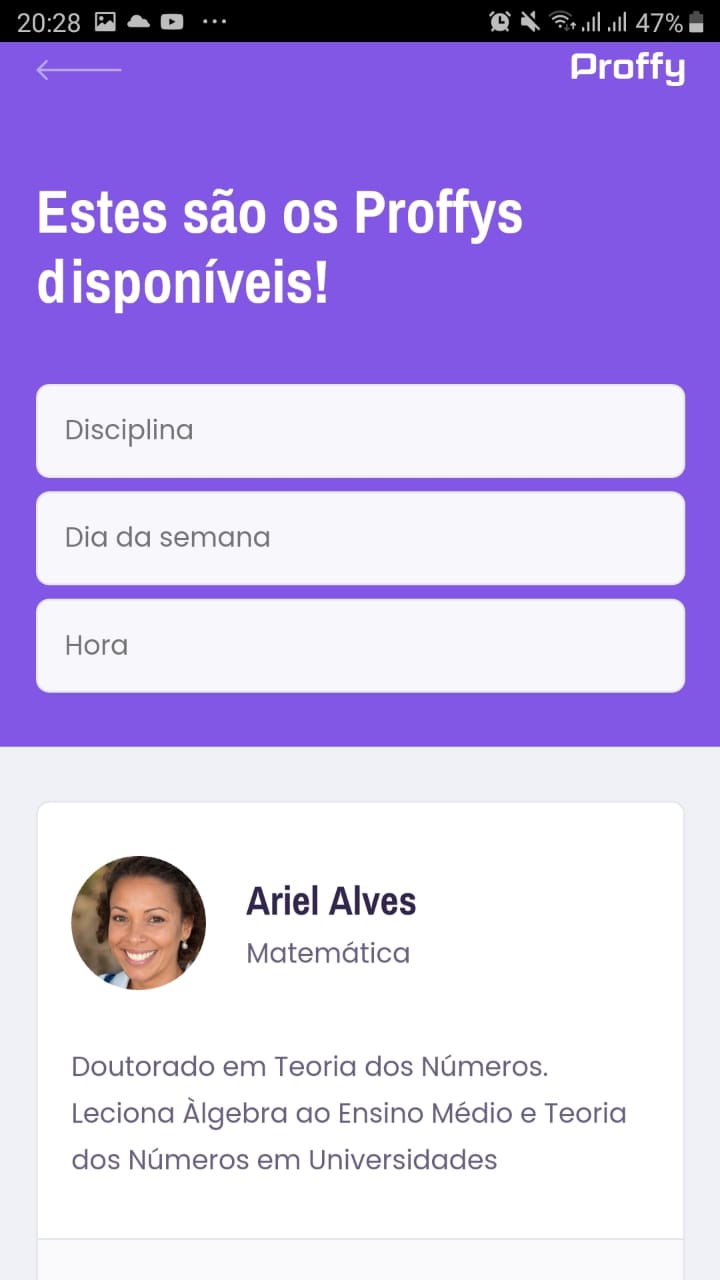 20:28 47%
Proffy
Estes são os Proffys
disponíveis!
Disciplina
Dia da semana
Hora
Ariel Alves
Matemática
Doutorado em Teoria dos Números.
Leciona Àlgebra ao Ensino Médio e Teoria
dos Números em Universidades